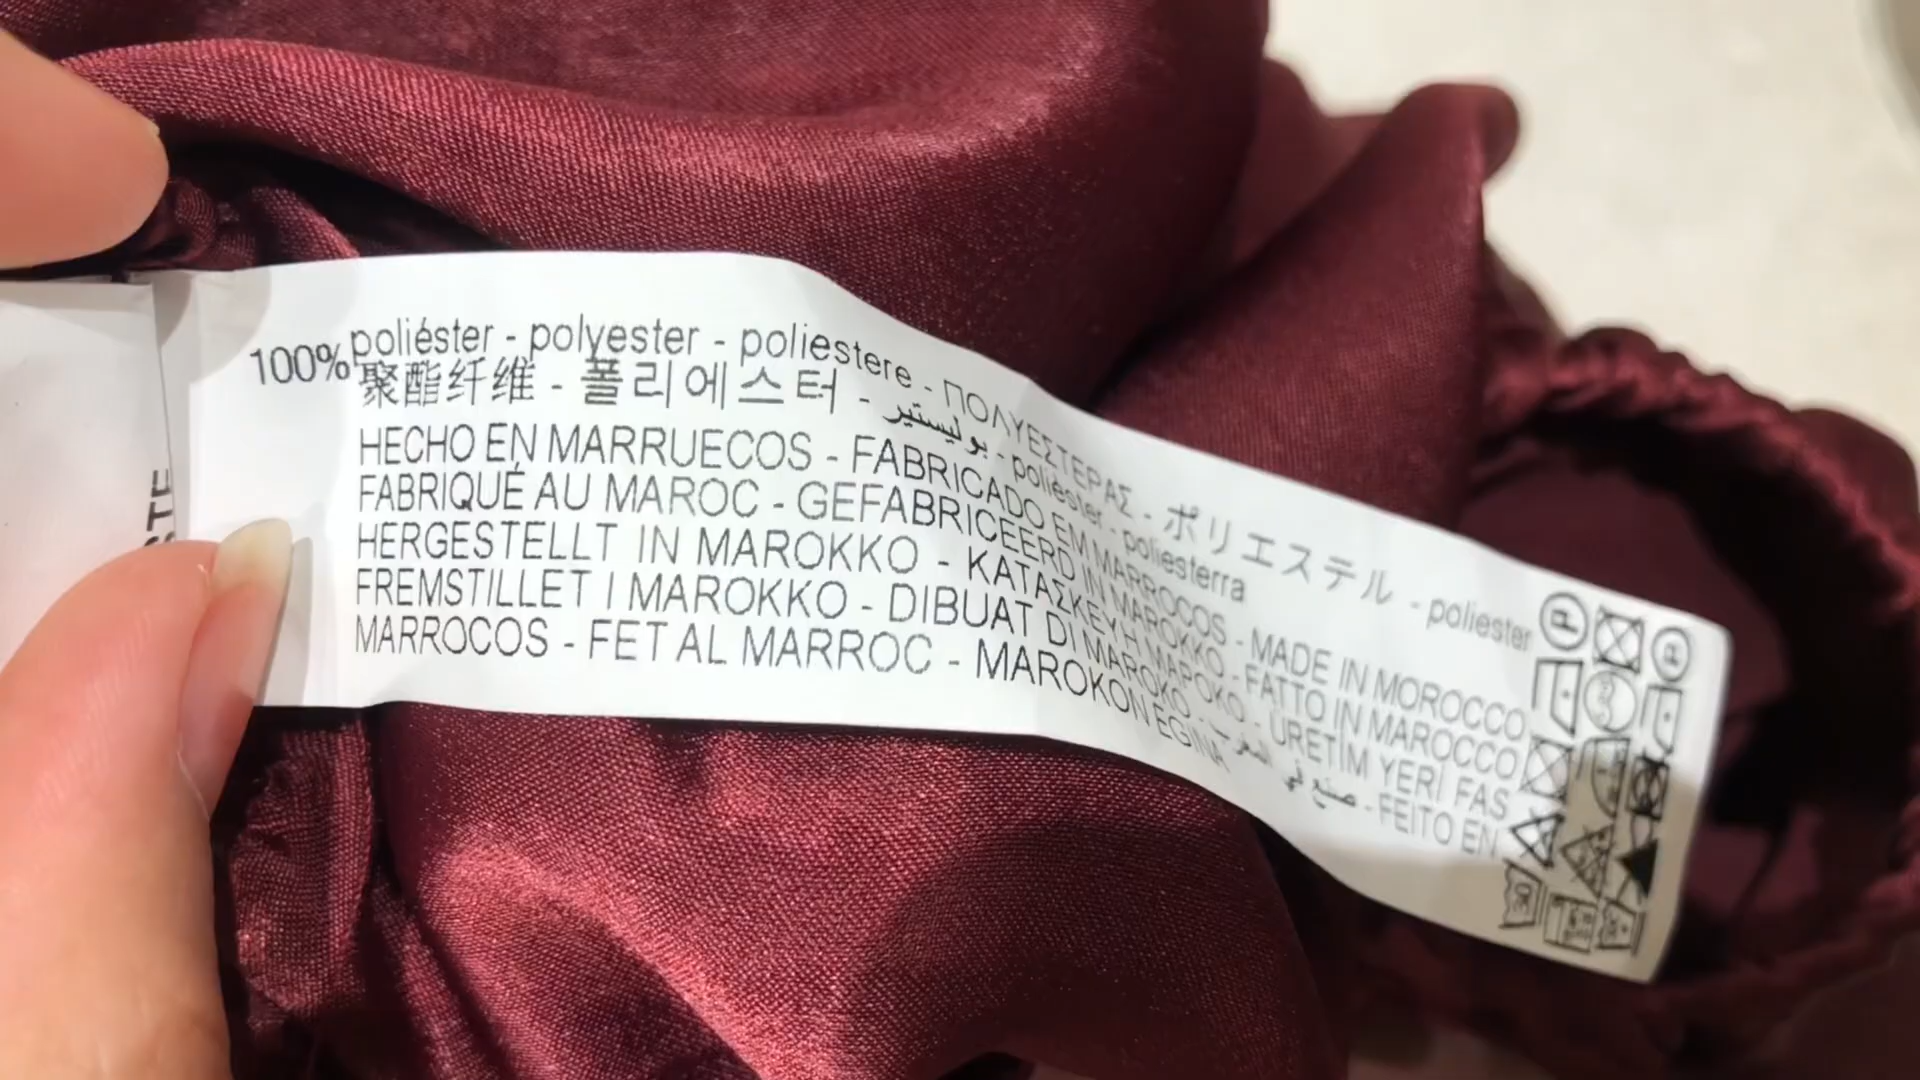 100% poliéster - polyester - poliestere - ΠΟΛΥΕΣΤΕΡΑΣ - ポリエステル - poliester
聚酯纤维 - 폴리에스터 - بوليستير - poliéster - poliesterra
HECHO EN MARRUECOS - FABRICADO EM MARROCOS - MADE IN MOROCCO
FABRIQUÉ AU MAROC - GEFABRICEERD IN MAROKKO - FATTO IN MAROCCO
HERGESTELLT IN MAROKKO - ΚΑΤΑΣΚΕΥΗ ΜΑΡΟΚΟ - ÜRETİM YERİ FAS
FREMSTILLET I MAROKKO - DIBUAT DI MAROKO - صنع في المغرب - FEITO EN
MARROCOS - FET AL MARROC - MAROKON EGINA